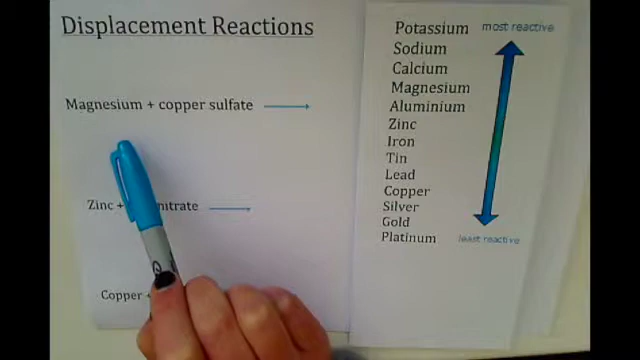 Displacement Reactions
Magnesium + copper sulfate
Zinc + nitrate
Copper
Potassium
Sodium
Calcium
Magnesium
Aluminium
Zinc
Iron
Tin
Lead
Copper
Silver
Gold
Platinum
most reactive
least reactive